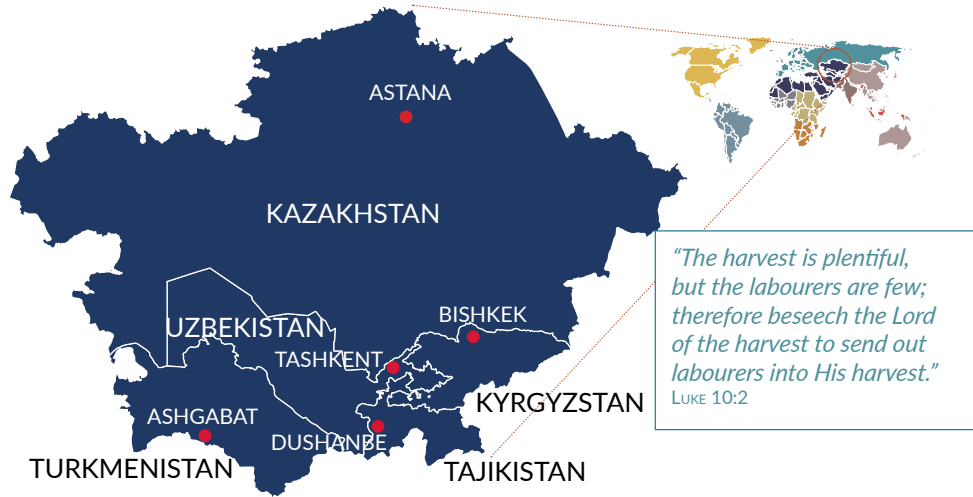 ASTANA
KAZAKHSTAN
UZBEKISTAN
BISHKEK
TASHKENT
KYRGYZSTAN
ASHGABAT
DUSHANBE
TURKMENISTAN
TAJIKISTAN
“The harvest is plentiful,
but the labourers are few;
therefore beseech the Lord
of the harvest to send out
labourers into His harvest.”
LUKE 10:2